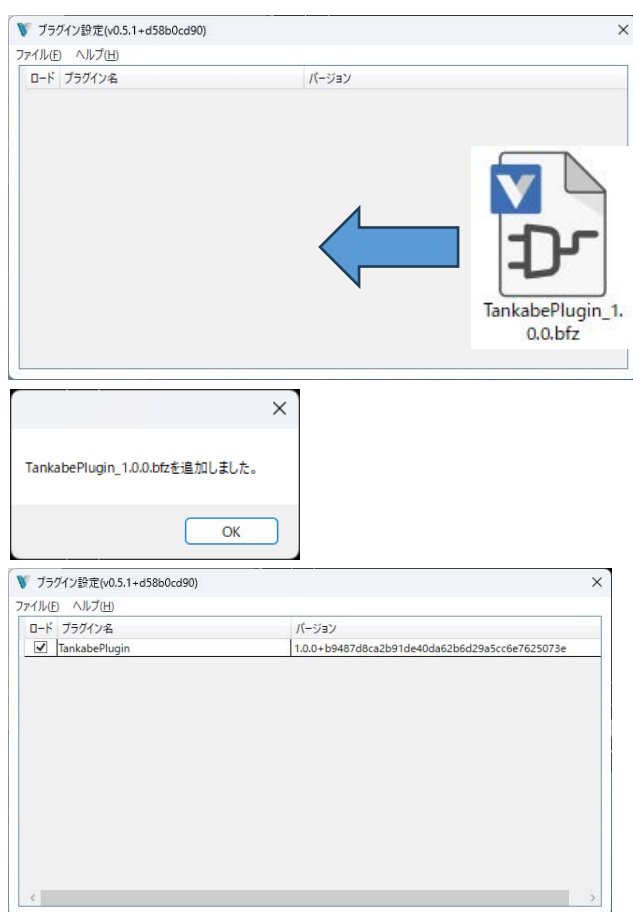 プラグイン設定(v0.5.1+d58b0cd90)
ファイル(F) ヘルプ(H)
ロード プラグイン名 バージョン
TankabePlugin_1.
0.0.bfz
TankabePlugin_1.0.0.bfzを追加しました。
OK
プラグイン設定(v0.5.1+d58b0cd90)
ファイル(F) ヘルプ(H)
ロード プラグイン名 バージョン
TankabePlugin 1.0.0+b9487d8ca2b91de40da62b6d29a5cc6e7625073e